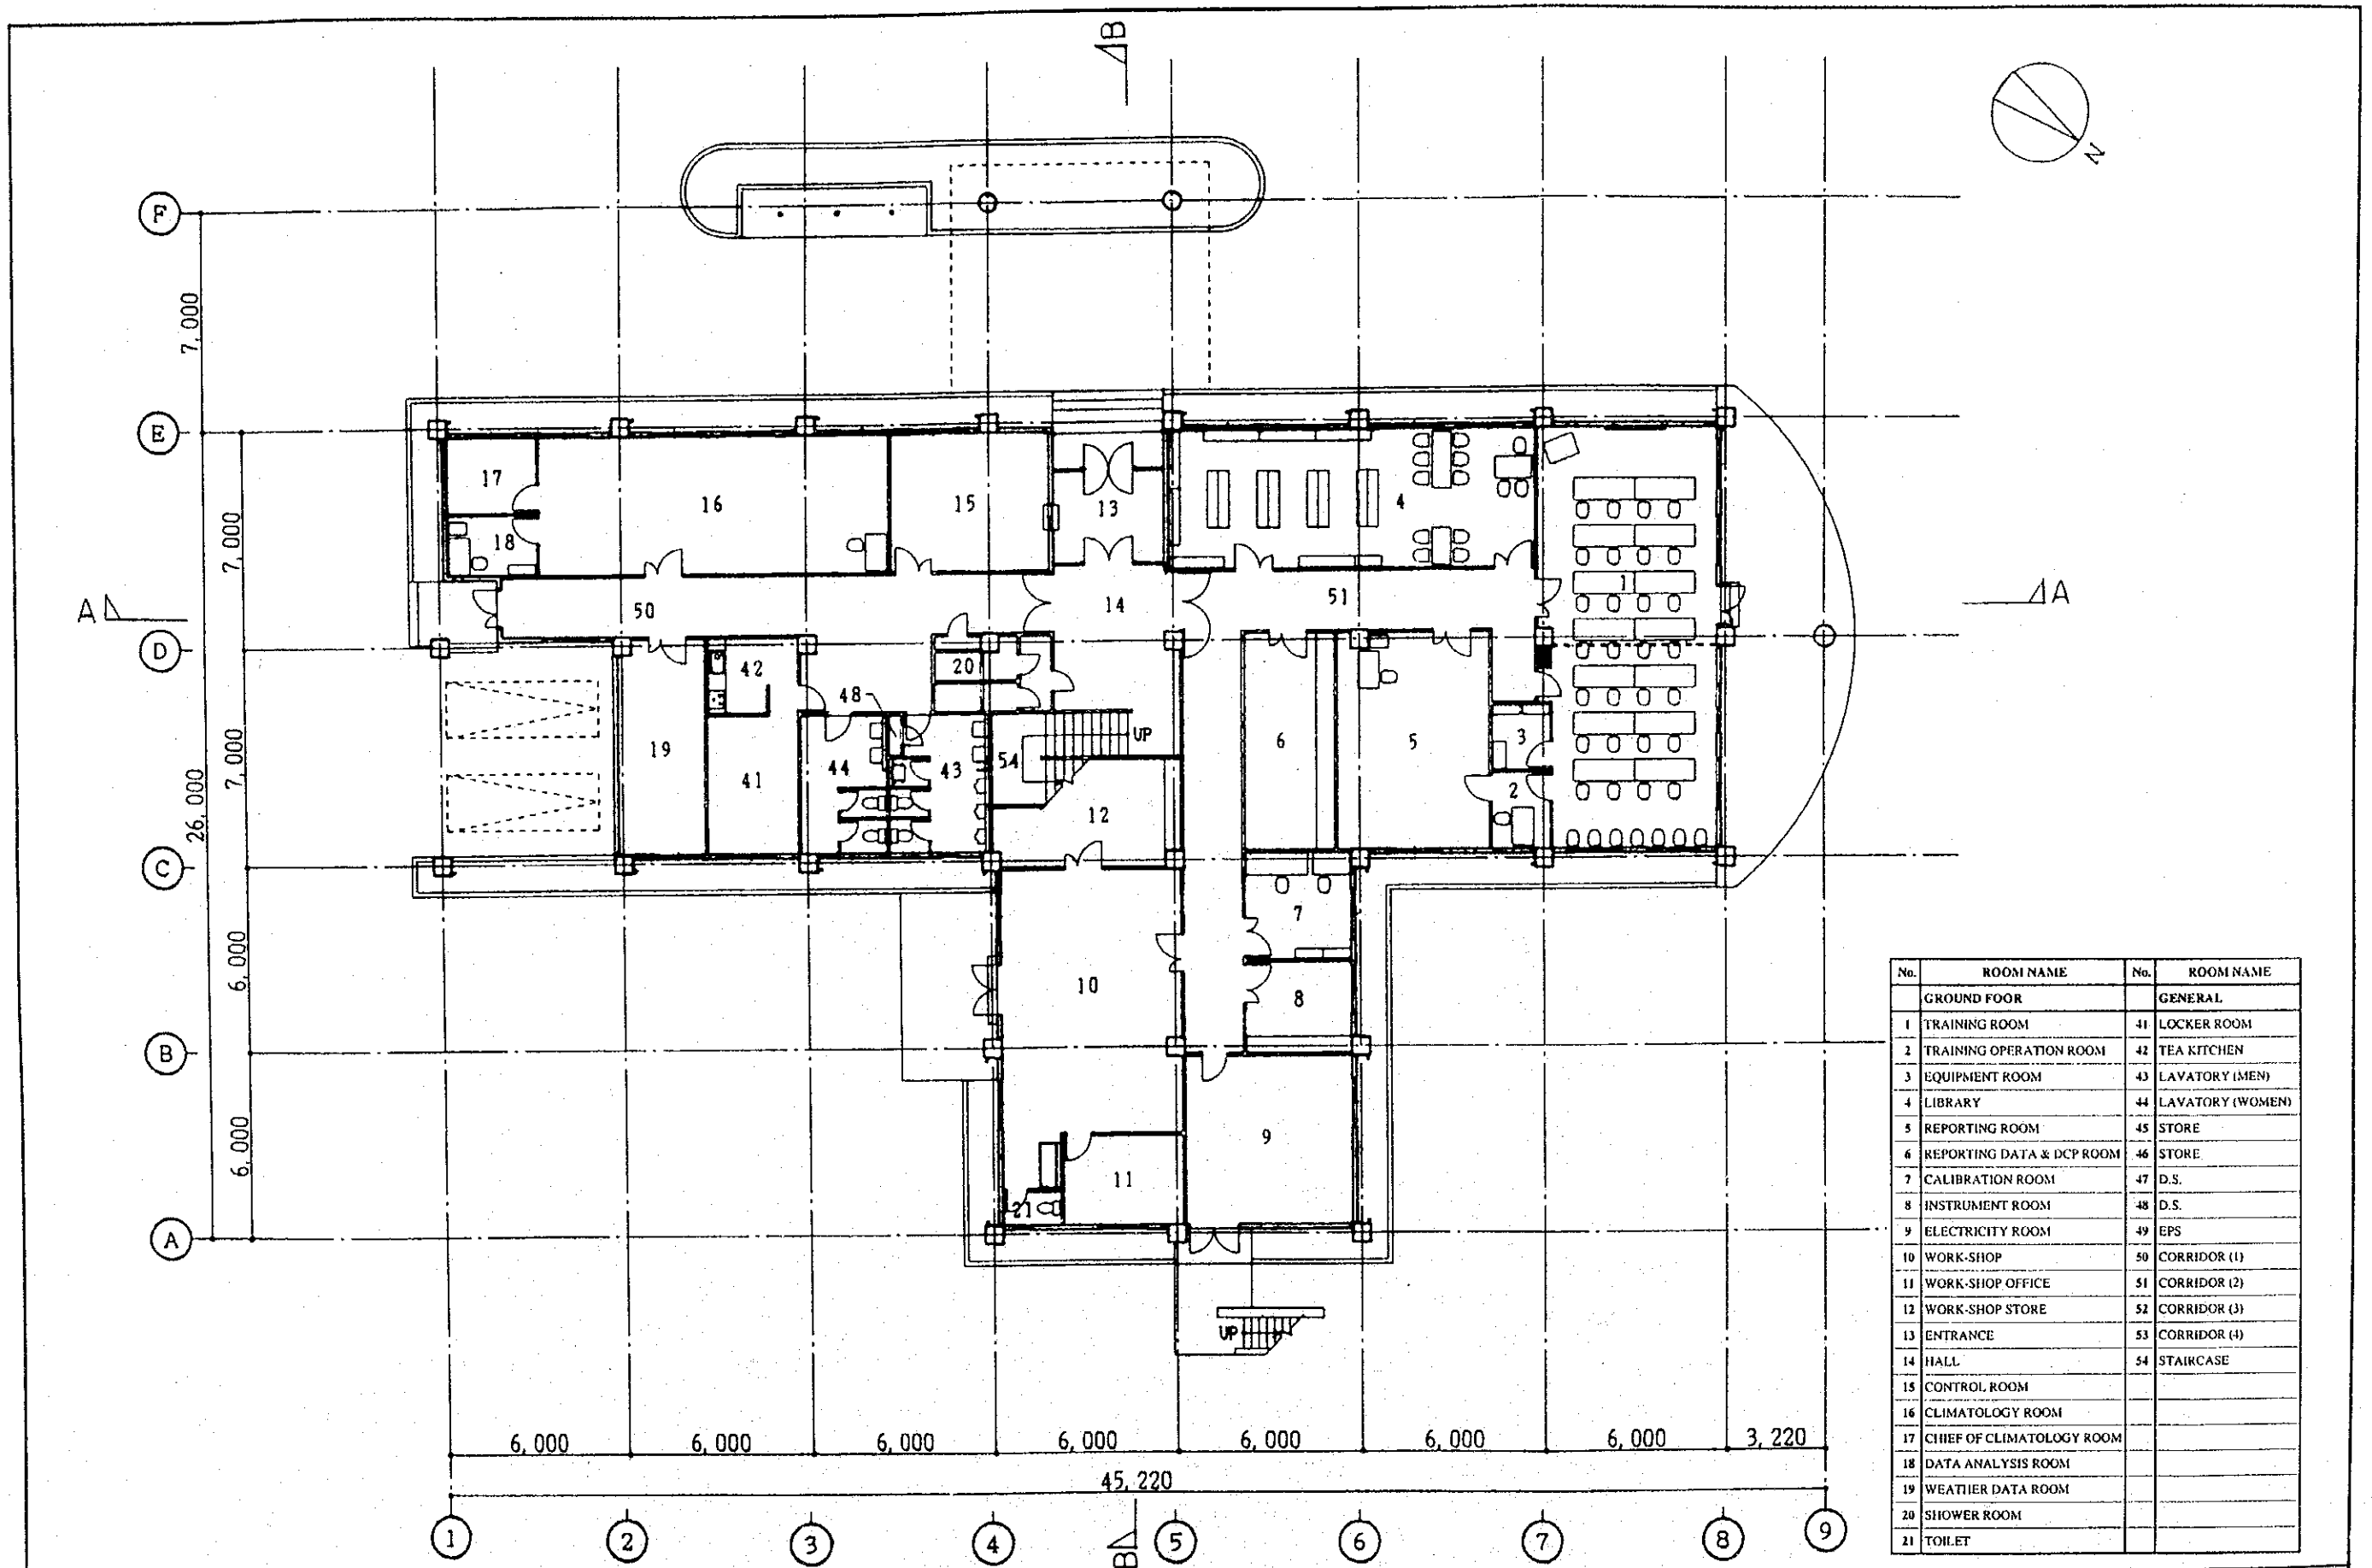 B
N
F
7,000
E
17
16
15
13
4
18
7,000
1
A
50
14
51
A
D
42
20
48
UP
6
5
3
19
54
44
43
41
2
7,000
26,000
12
C
7
6,000
10
8
B
9
6,000
11
21
A
UP
6,000
6,000
6,000
6,000
6,000
6,000
6,000
3,220
45,220
1
2
3
4
B
5
6
7
8
9
No. ROOM NAME No. ROOM NAME
GROUND FOOR GENERAL
1 TRAINING ROOM 41 LOCKER ROOM
2 TRAINING OPERATION ROOM 42 TEA KITCHEN
3 EQUIPMENT ROOM 43 LAVATORY (MEN)
4 LIBRARY 44 LAVATORY (WOMEN)
5 REPORTING ROOM 45 STORE
6 REPORTING DATA & DCP ROOM 46 STORE
7 CALIBRATION ROOM 47 D.S.
8 INSTRUMENT ROOM 48 D.S.
9 ELECTRICITY ROOM 49 EPS
10 WORK-SHOP 50 CORRIDOR (1)
11 WORK-SHOP OFFICE 51 CORRIDOR (2)
12 WORK-SHOP STORE 52 CORRIDOR (3)
13 ENTRANCE 53 CORRIDOR (4)
14 HALL 54 STAIRCASE
15 CONTROL ROOM
16 CLIMATOLOGY ROOM
17 CHIEF OF CLIMATOLOGY ROOM
18 DATA ANALYSIS ROOM
19 WEATHER DATA ROOM
20 SHOWER ROOM
21 TOILET